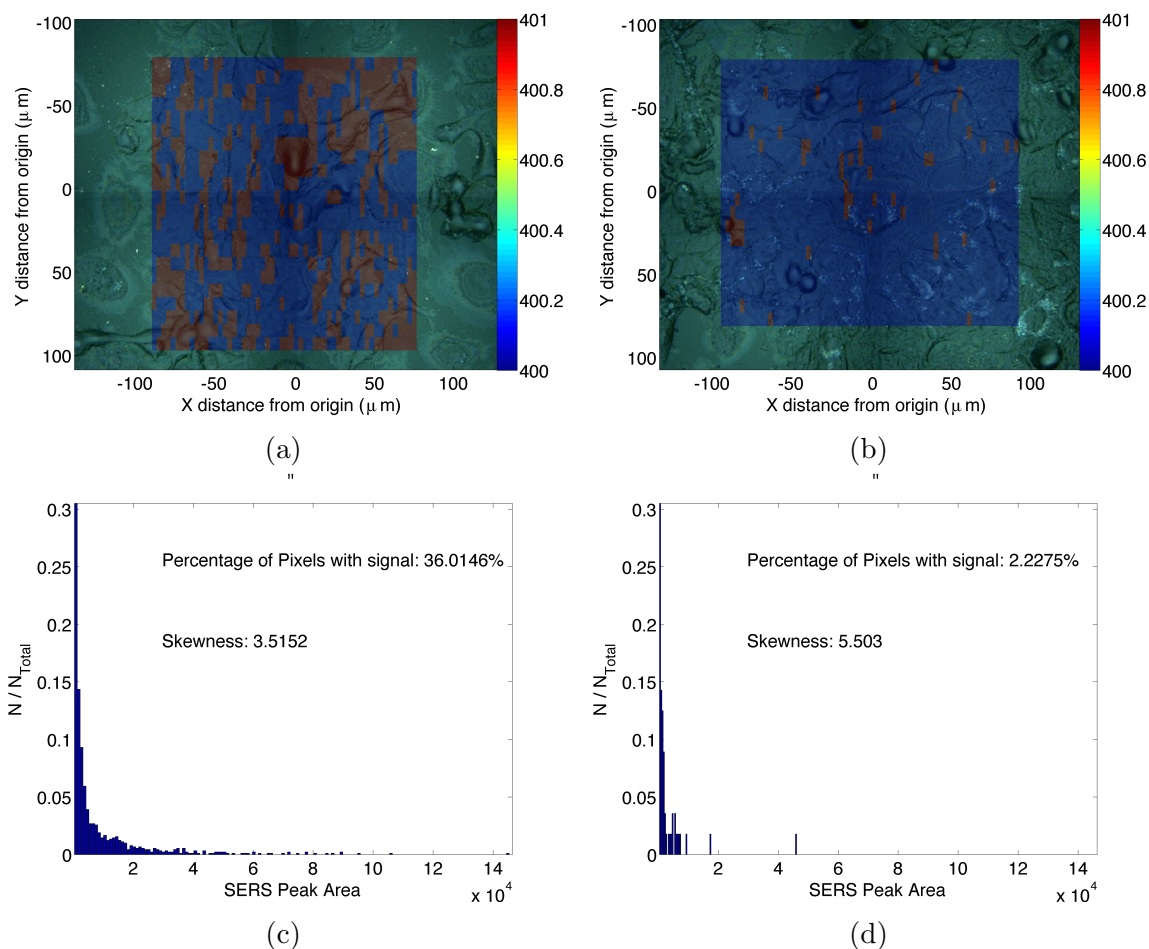 -100
-50
0
50
100
Y distance from origin (μ m)
-100 -50 0 50 100
X distance from origin (μ m)
401
400.8
400.6
400.4
400.2
400
(a)
-100
-50
0
50
100
Y distance from origin (μ m)
-100 -50 0 50 100
X distance from origin (μ m)
401
400.8
400.6
400.4
400.2
400
(b)
"
"
0.3
0.25
0.2
0.15
0.1
0.05
0
N / N_Total
Percentage of Pixels with signal: 36.0146%
Skewness: 3.5152
2 4 6 8 10 12 14
SERS Peak Area
x 10^4
(c)
0.3
0.25
0.2
0.15
0.1
0.05
0
N / N_Total
Percentage of Pixels with signal: 2.2275%
Skewness: 5.503
2 4 6 8 10 12 14
SERS Peak Area
x 10^4
(d)